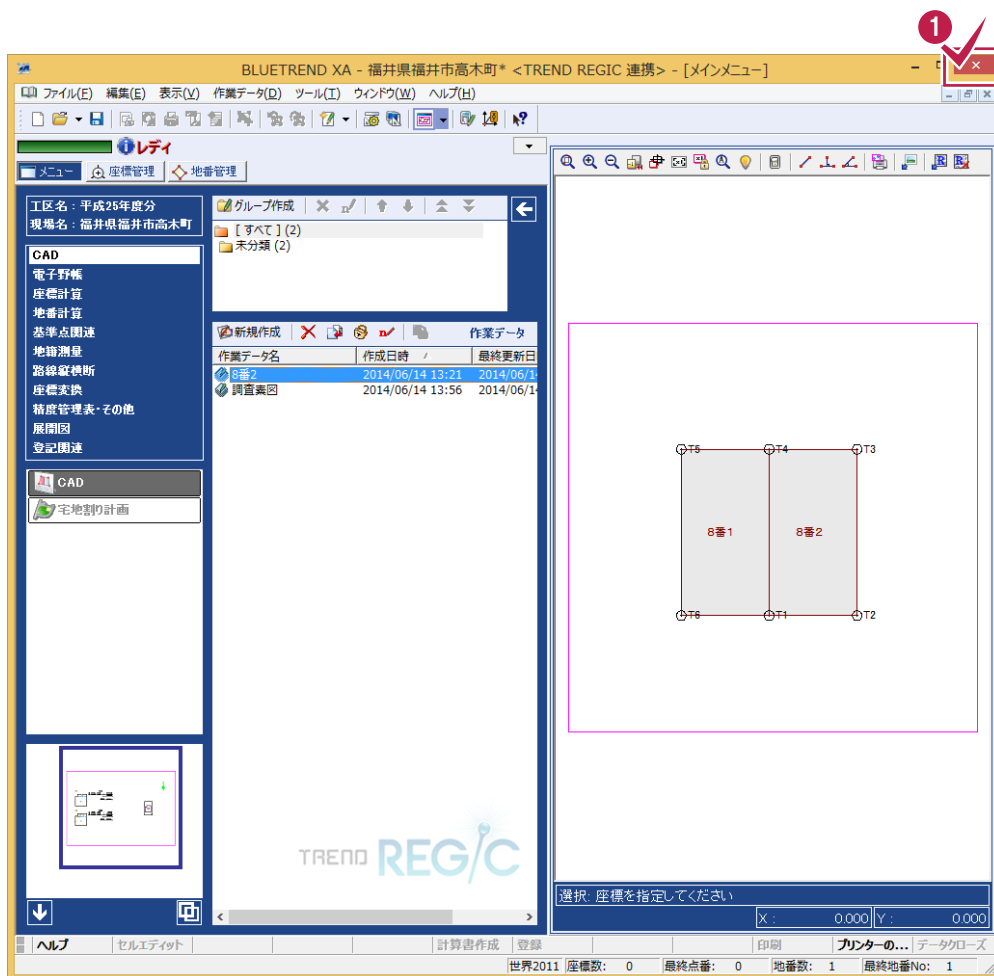 1
BLUETREND XA - 福井県福井市高木町* <TREND REGIC 連携> - [メインメニュー]
ファイル(F) 編集(E) 表示(V) 作業データ(D) ツール(T) ウィンドウ(W) ヘルプ(H)
レディ
メニュー 座標管理 地番管理
工区名：平成25年度分
現場名：福井県福井市高木町
グループ作成
[ すべて ] (2)
未分類 (2)
CAD
電子野帳
座標計算
地番計算
基準点関連
地籍測量
路線縦横断
座標変換
精度管理表・その他
展開図
登記関連
新規作成 作業データ
作業データ名 作成日時 最終更新日
8番2 2014/06/14 13:21 2014/06/1
調査素図 2014/06/14 13:56 2014/06/1
CAD
宅地割り計画
T5 T4 T3
8番1 8番2
T6 T1 T2
TREND REGIC
選択: 座標を指定してください
X : 0.000 Y : 0.000
ヘルプ セルエディット 計算書作成 登録 印刷 プリンターの... データクローズ
世界2011 座標数: 0 最終点番: 0 地番数: 1 最終地番No: 1